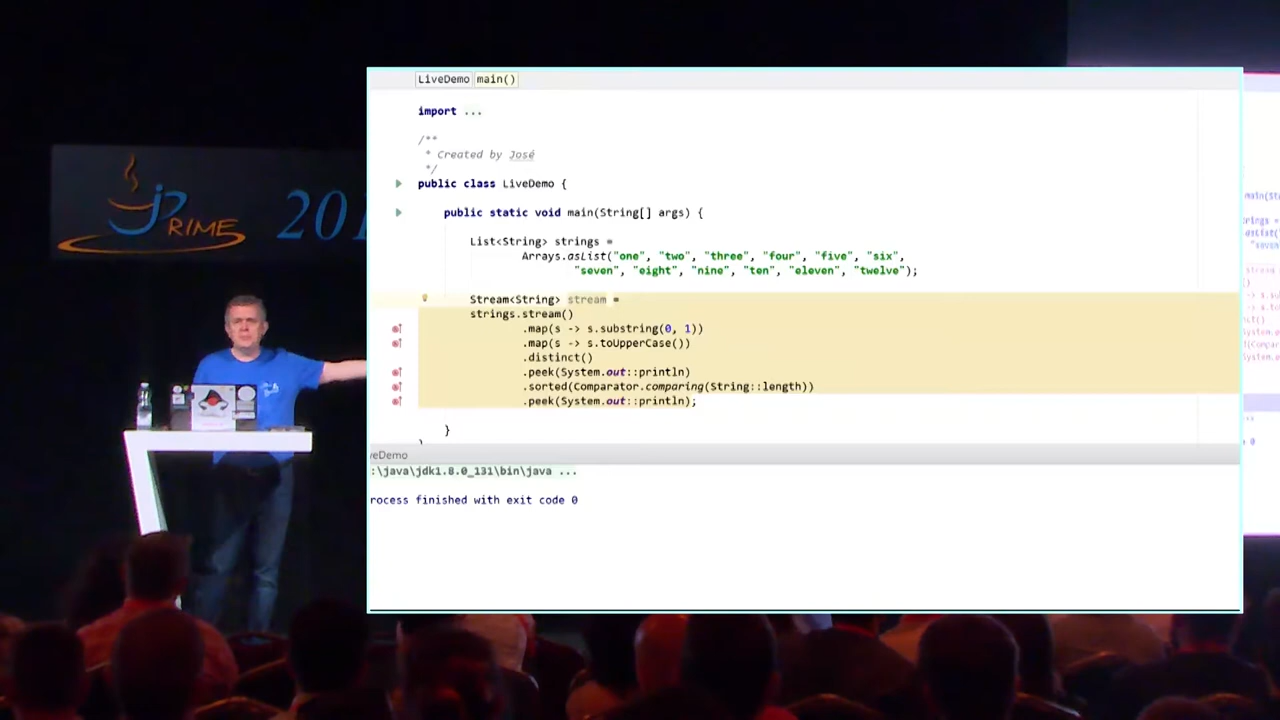 LiveDemo main()
import ...
/**
* Created by José
*/
public class LiveDemo {
public static void main(String[] args) {
List<String> strings =
Arrays.asList("one", "two", "three", "four", "five", "six",
"seven", "eight", "nine", "ten", "eleven", "twelve");
Stream<String> stream =
strings.stream()
.map(s -> s.substring(0, 1))
.map(s -> s.toUpperCase())
.distinct()
.peek(System.out::println)
.sorted(Comparator.comparing(String::length))
.peek(System.out::println);
}
veDemo
:\java\jdk1.8.0_131\bin\java ...
rocess finished with exit code 0
jPRIME 201